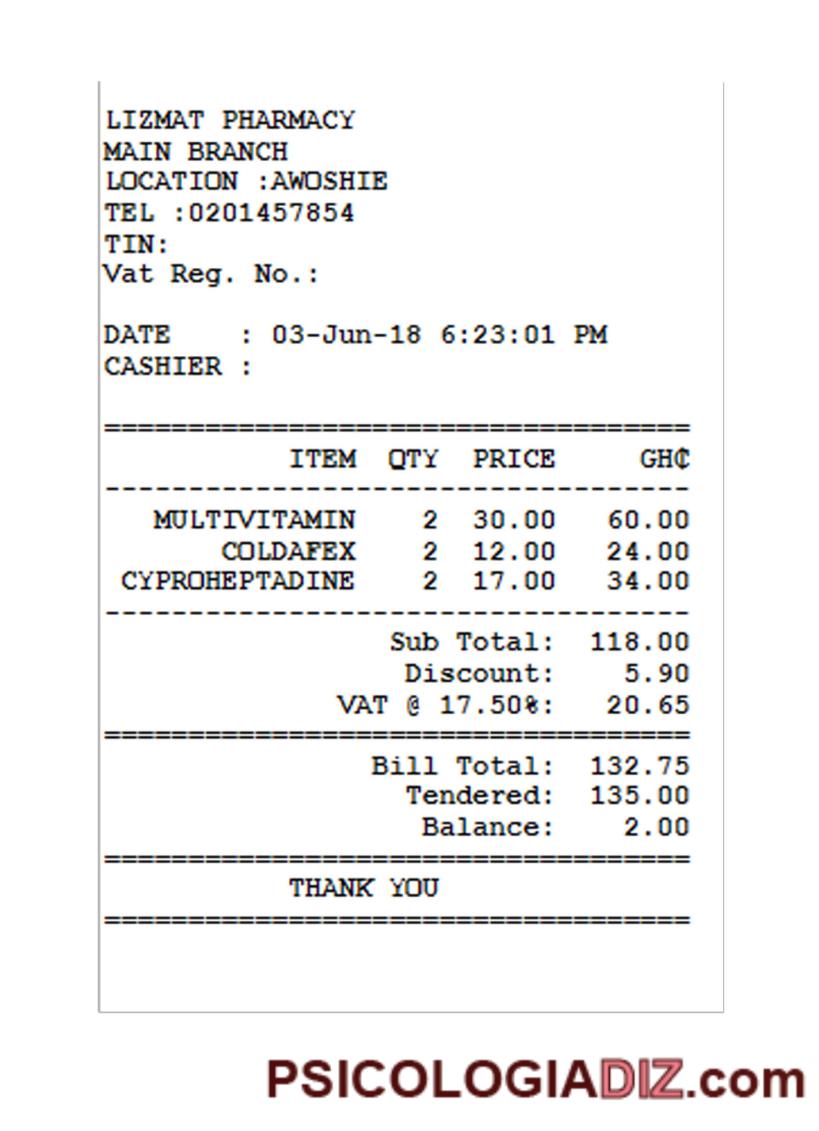 LIZMAT PHARMACY
MAIN BRANCH
LOCATION :AWOSHIE
TEL :0201457854
TIN:
Vat Reg. No.:
DATE    : 03-Jun-18 6:23:01 PM
CASHIER :
===================================
ITEM  QTY  PRICE  GH₵
-----------------------------------
MULTIVITAMIN  2  30.00  60.00
COLDAFEX  2  12.00  24.00
CYPROHEPTADINE  2  17.00  34.00
-----------------------------------
Sub Total:  118.00
Discount:  5.90
VAT @ 17.50%:  20.65
===================================
Bill Total:  132.75
Tendered:  135.00
Balance:  2.00
===================================
THANK YOU
===================================
PSICOLOGIADIZ.com